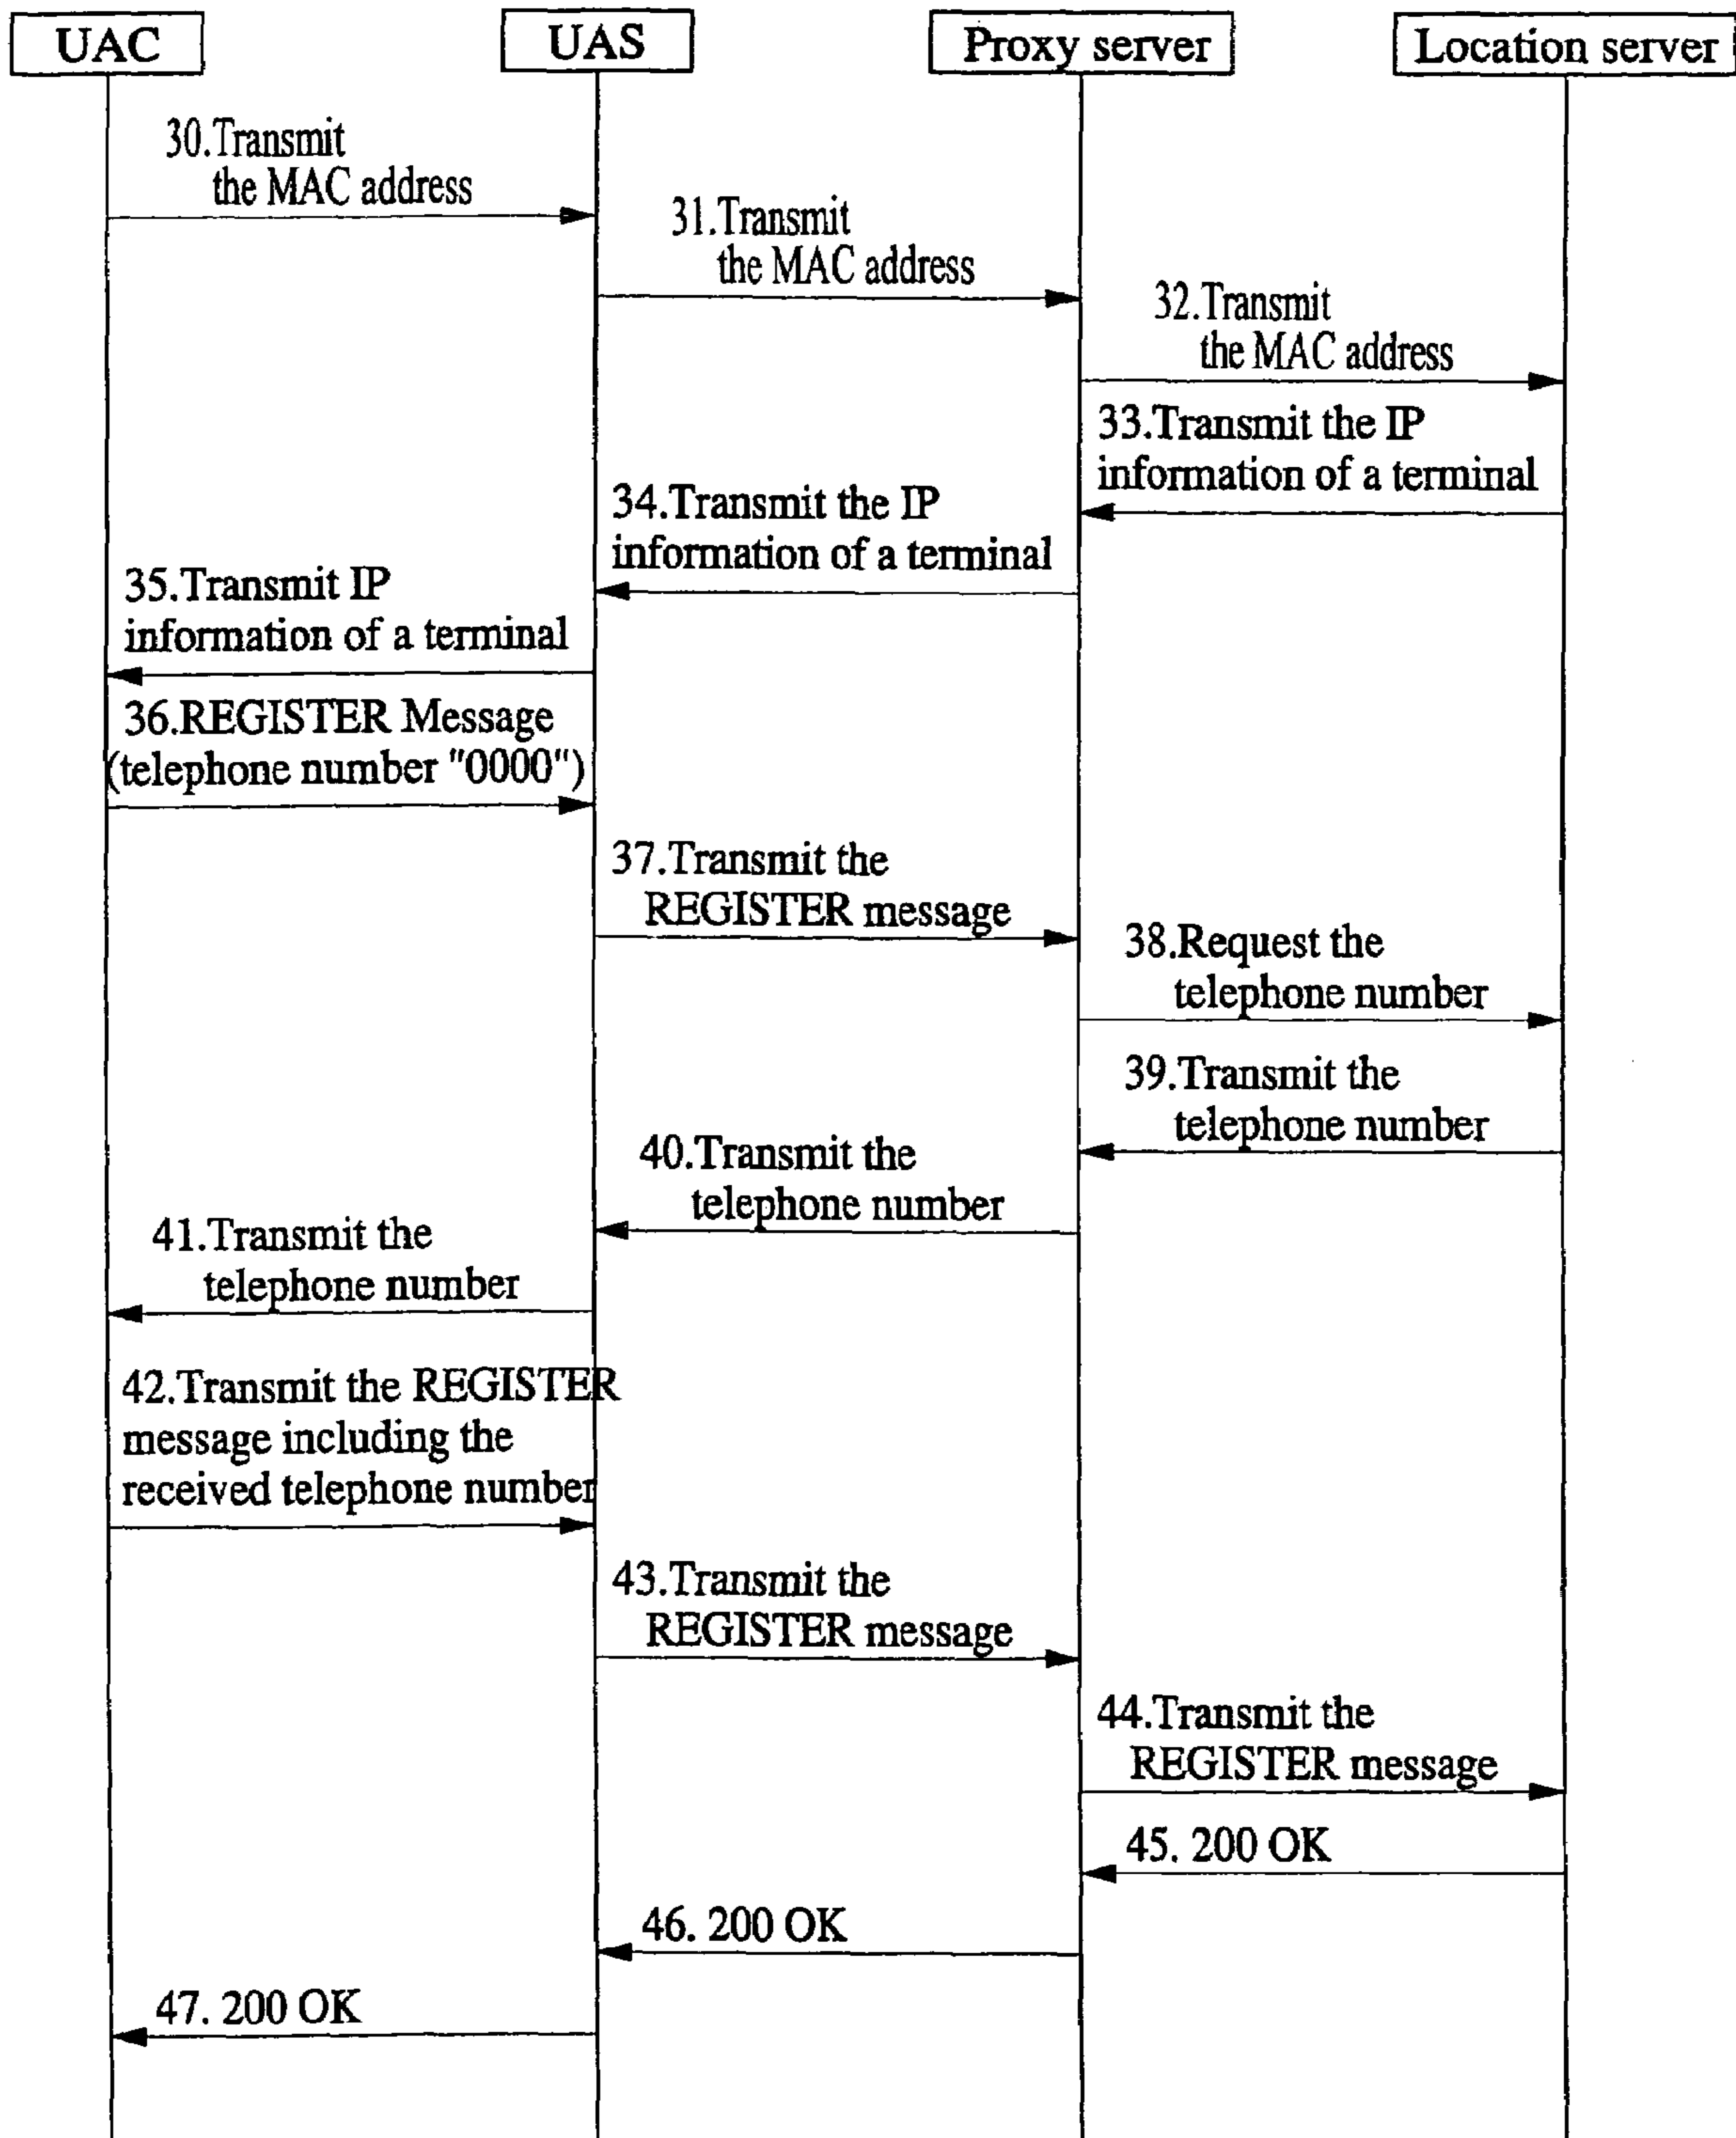 UAC
UAS
Proxy server
Location server
30.Transmit
the MAC address
31.Transmit
the MAC address
32.Transmit
the MAC address
33.Transmit the IP
information of a terminal
34.Transmit the IP
information of a terminal
35.Transmit IP
information of a terminal
36.REGISTER Message
(telephone number "0000")
37.Transmit the
REGISTER message
38.Request the
telephone number
39.Transmit the
telephone number
40.Transmit the
telephone number
41.Transmit the
telephone number
42.Transmit the REGISTER
message including the
received telephone number
43.Transmit the
REGISTER message
44.Transmit the
REGISTER message
45. 200 OK
46. 200 OK
47. 200 OK